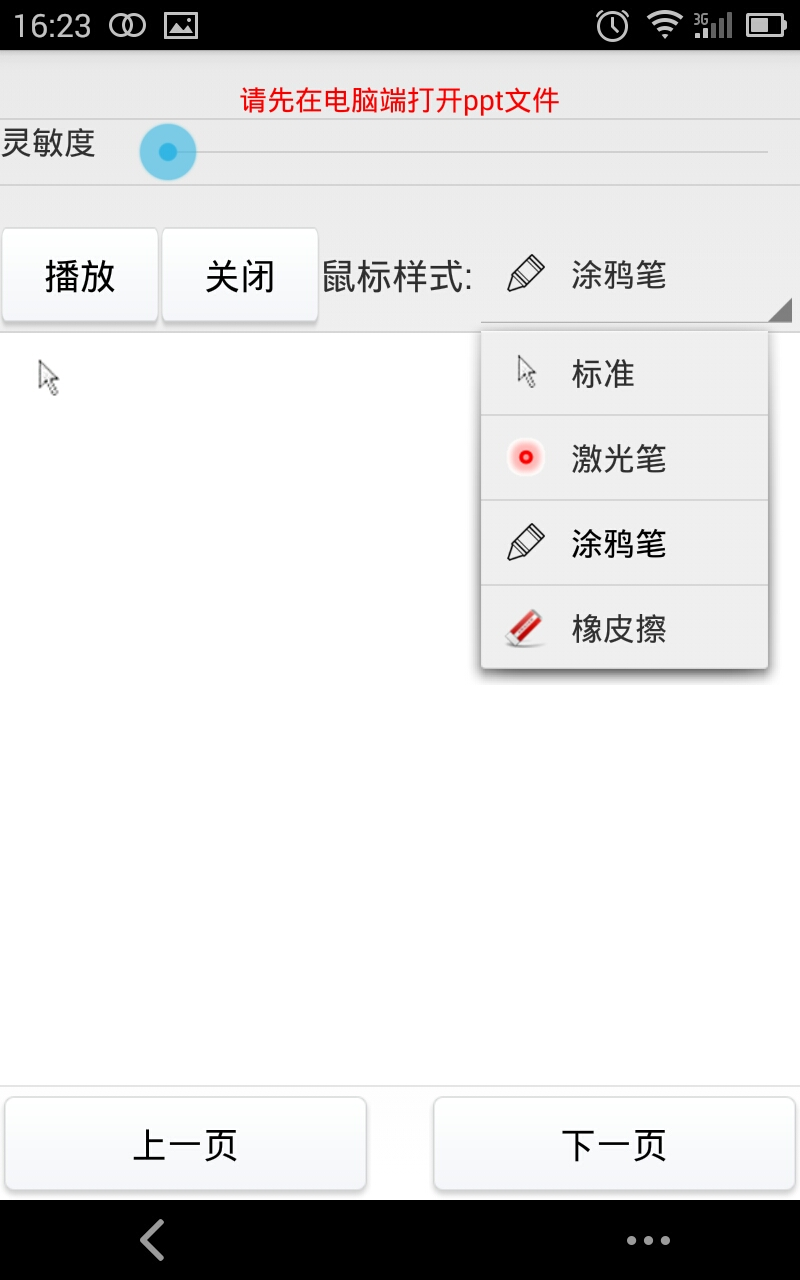 16:23 3G
请先在电脑端打开ppt文件
灵敏度
播放 关闭 鼠标样式: 涂鸦笔
标准
激光笔
涂鸦笔
橡皮擦
上一页 下一页